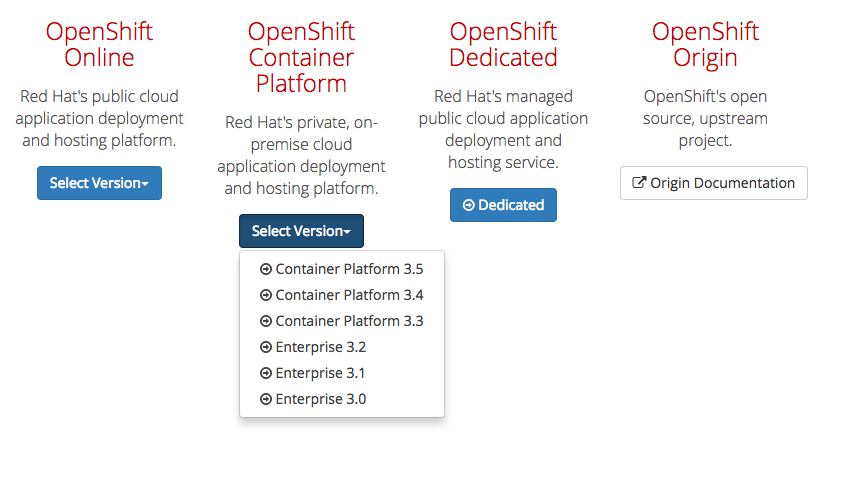 OpenShift
Online
Red Hat's public cloud
application deployment
and hosting platform.
Select Version
OpenShift
Container
Platform
Red Hat's private, on-
premise cloud
application deployment
and hosting platform.
Select Version
Container Platform 3.5
Container Platform 3.4
Container Platform 3.3
Enterprise 3.2
Enterprise 3.1
Enterprise 3.0
OpenShift
Dedicated
Red Hat's managed
public cloud application
deployment and
hosting service.
Dedicated
OpenShift
Origin
OpenShift's open
source, upstream
project.
Origin Documentation